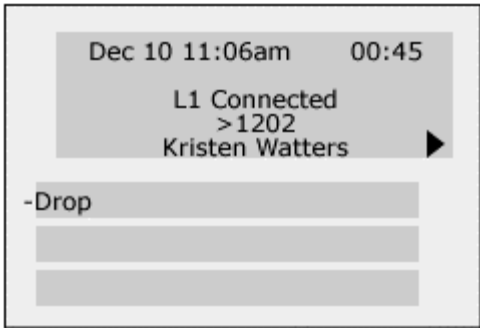 Dec 10 11:06am 00:45
L1 Connected
>1202
Kristen Watters
-Drop